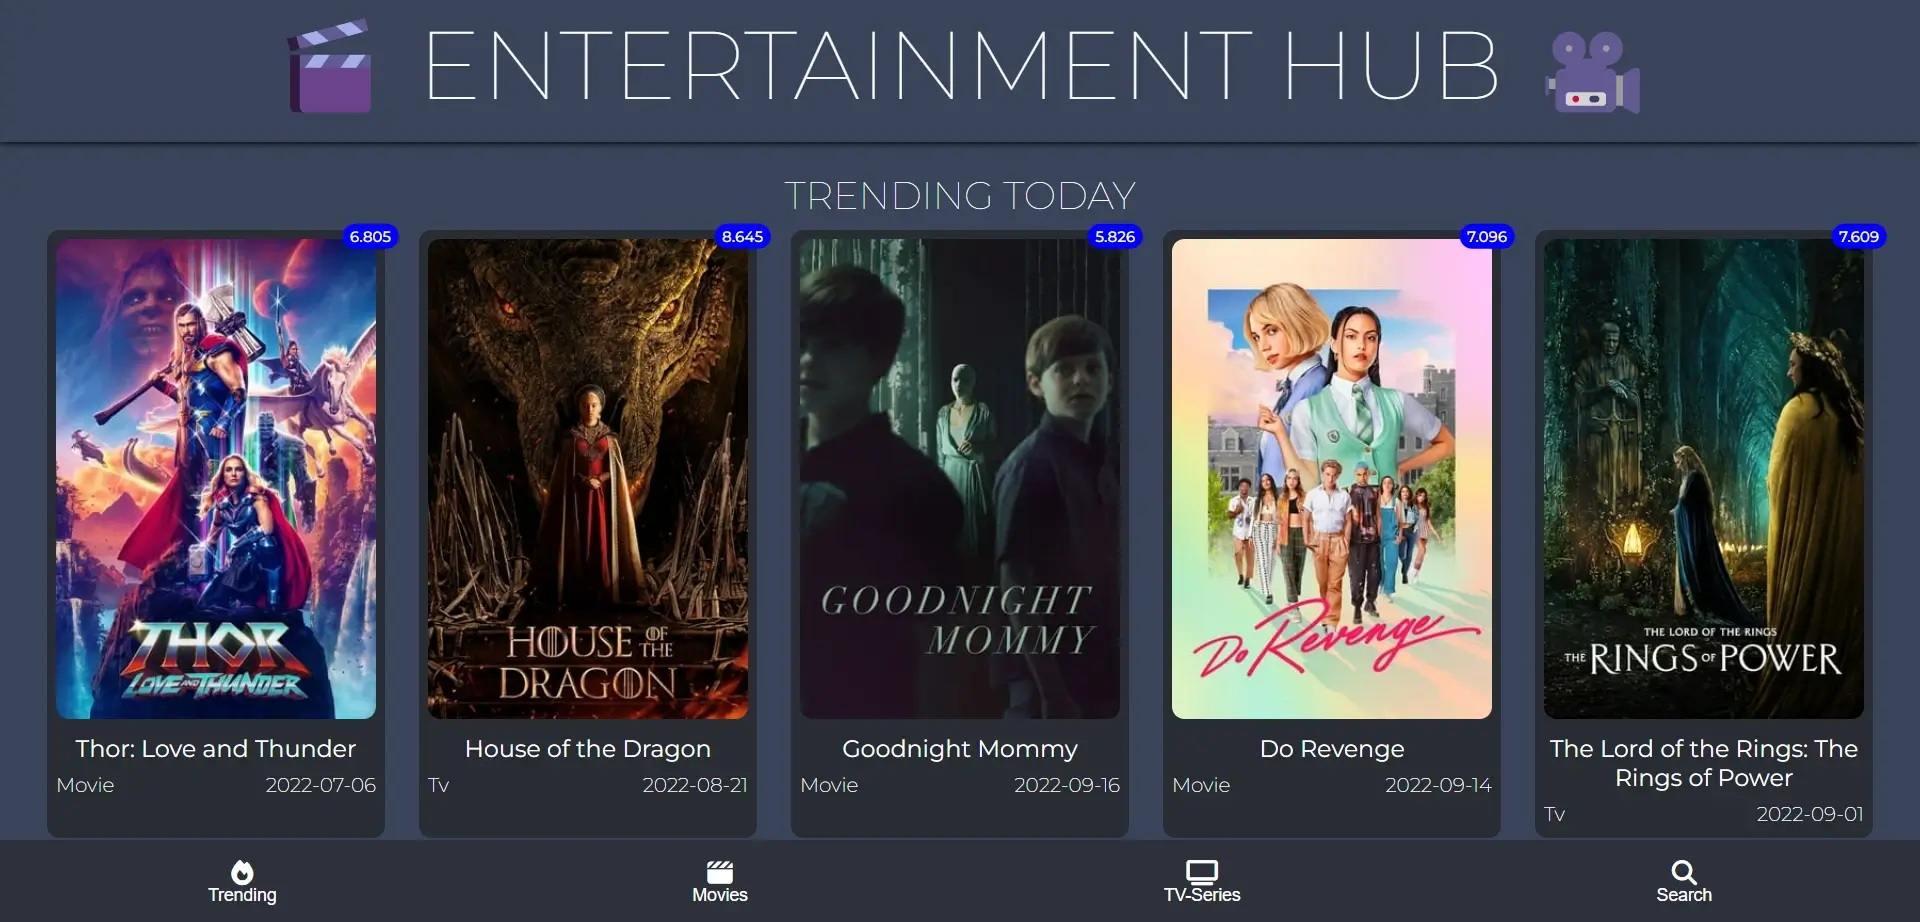 ENTERTAINMENT HUB
TRENDING TODAY
6.805
THOR
LOVE AND THUNDER
Thor: Love and Thunder
Movie 2022-07-06
8.645
HOUSE OF THE
DRAGON
House of the Dragon
Tv 2022-08-21
5.826
GOODNIGHT
MOMMY
Goodnight Mommy
Movie 2022-09-16
7.096
Do Revenge
Do Revenge
Movie 2022-09-14
7.609
THE LORD OF THE RINGS
THE RINGS OF POWER
The Lord of the Rings: The
Rings of Power
Tv 2022-09-01
Trending
Movies
TV-Series
Search